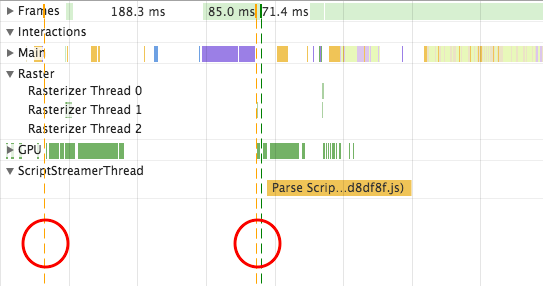 Frames 188.3 ms 85.0 ms 71.4 ms
Interactions
Main
Raster
Rasterizer Thread 0
Rasterizer Thread 1
Rasterizer Thread 2
GPU
ScriptStreamerThread
Parse Scrip...d8df8f.js)